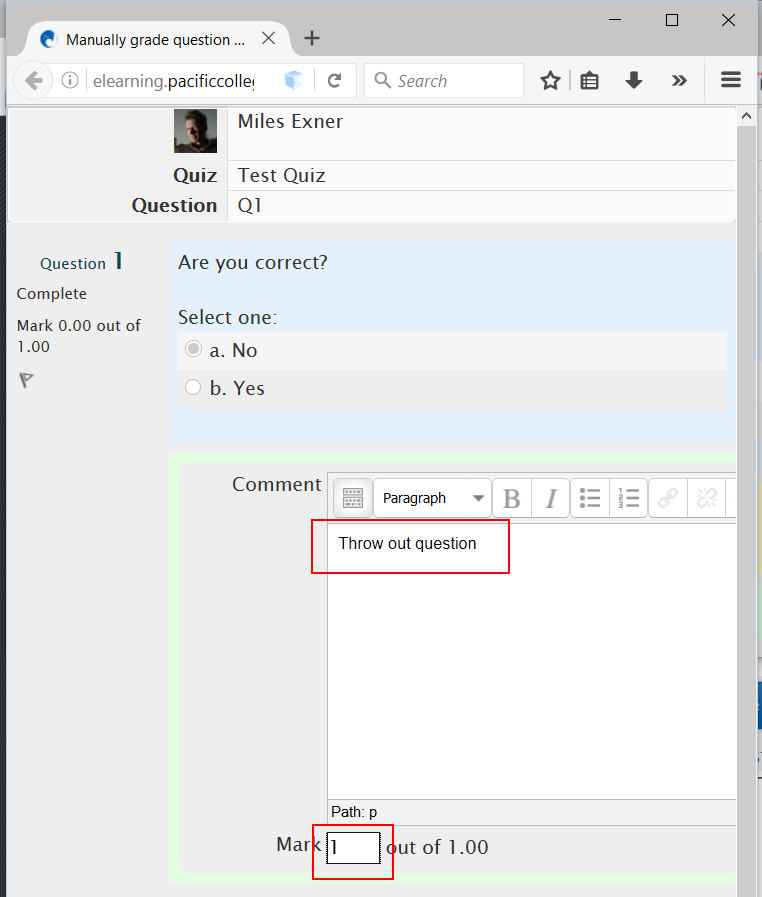 Manually grade question ...
elearning.pacificcolleg
Search
Miles Exner
Quiz Test Quiz
Question Q1
Question 1
Complete
Mark 0.00 out of
1.00
Are you correct?
Select one:
a. No
b. Yes
Comment
Paragraph B I
Throw out question
Path: p
Mark 1 out of 1.00